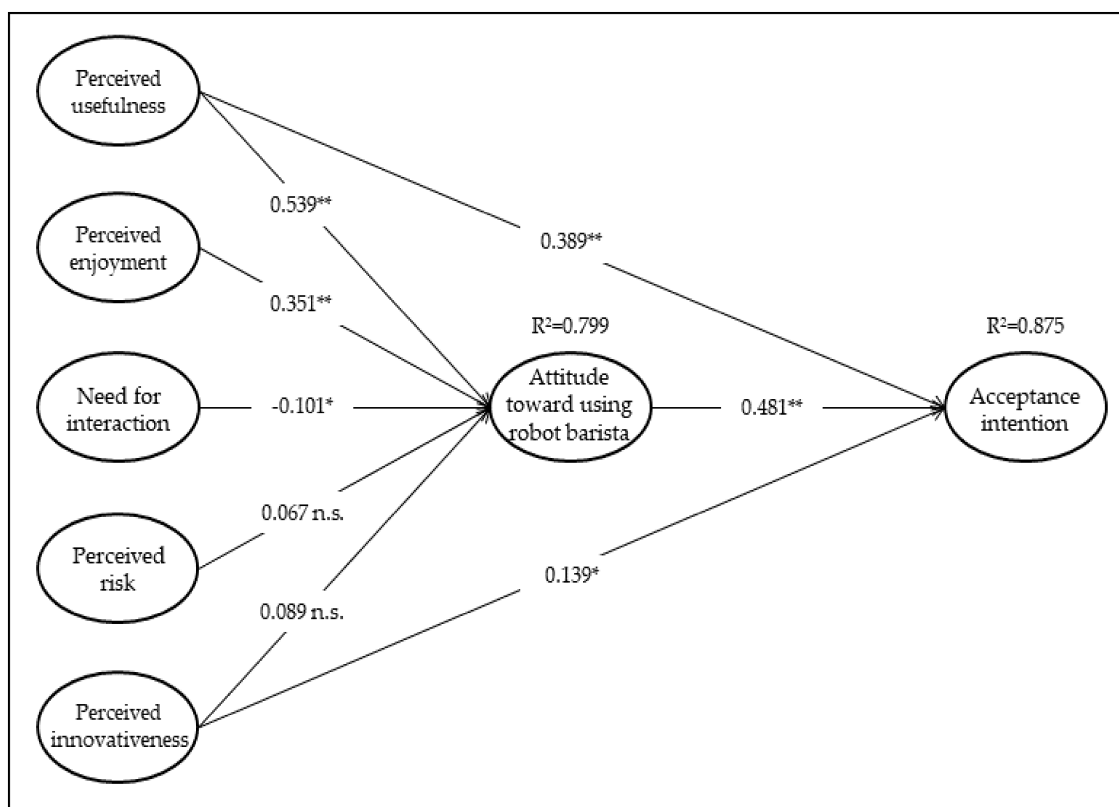 Perceived
usefulness
0.539**
0.389**
Perceived
enjoyment
0.351**
R²=0.799
R²=0.875
Need for
interaction
-0.101*
Attitude
toward using
robot barista
0.481**
Acceptance
intention
0.067 n.s.
Perceived
risk
0.139*
0.089 n.s.
Perceived
innovativeness